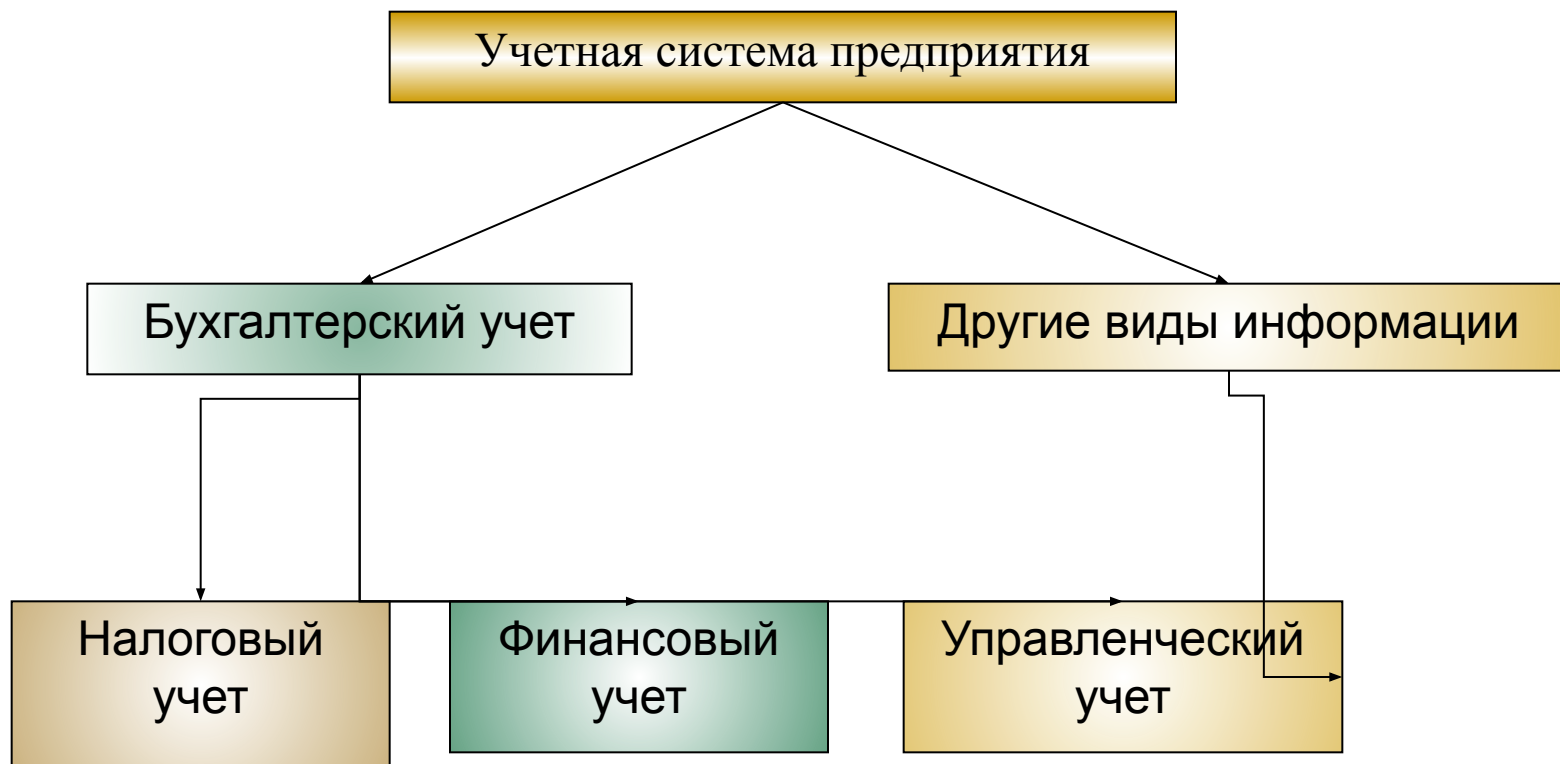 Учетная система предприятия
Бухгалтерский учет
Другие виды информации
Налоговый
учет
Финансовый
учет
Управленческий
учет